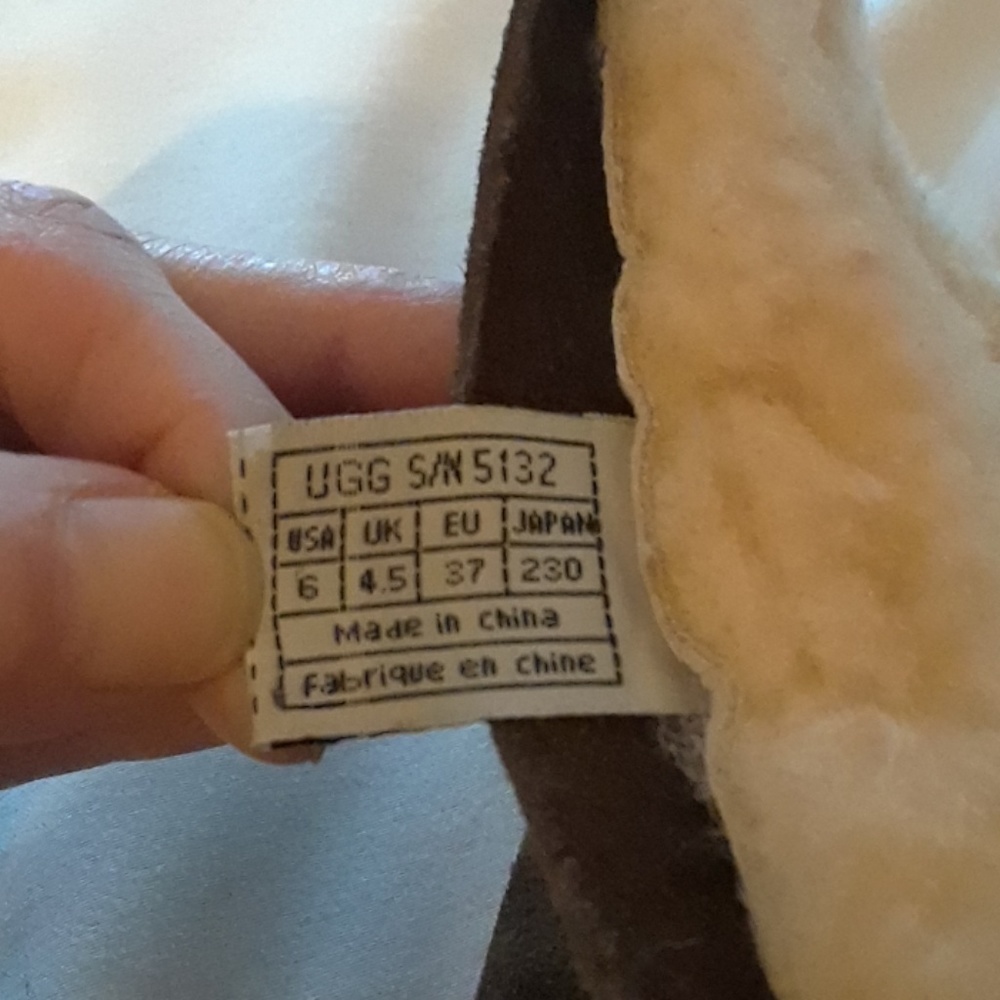 UGG S/N 5132
USA UK EU JAPAN
6 4.5 37 230
Made in China
Fabrique en Chine